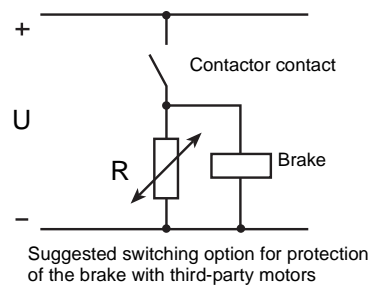 +
Contactor contact
U
R
Brake
−
Suggested switching option for protection
of the brake with third-party motors